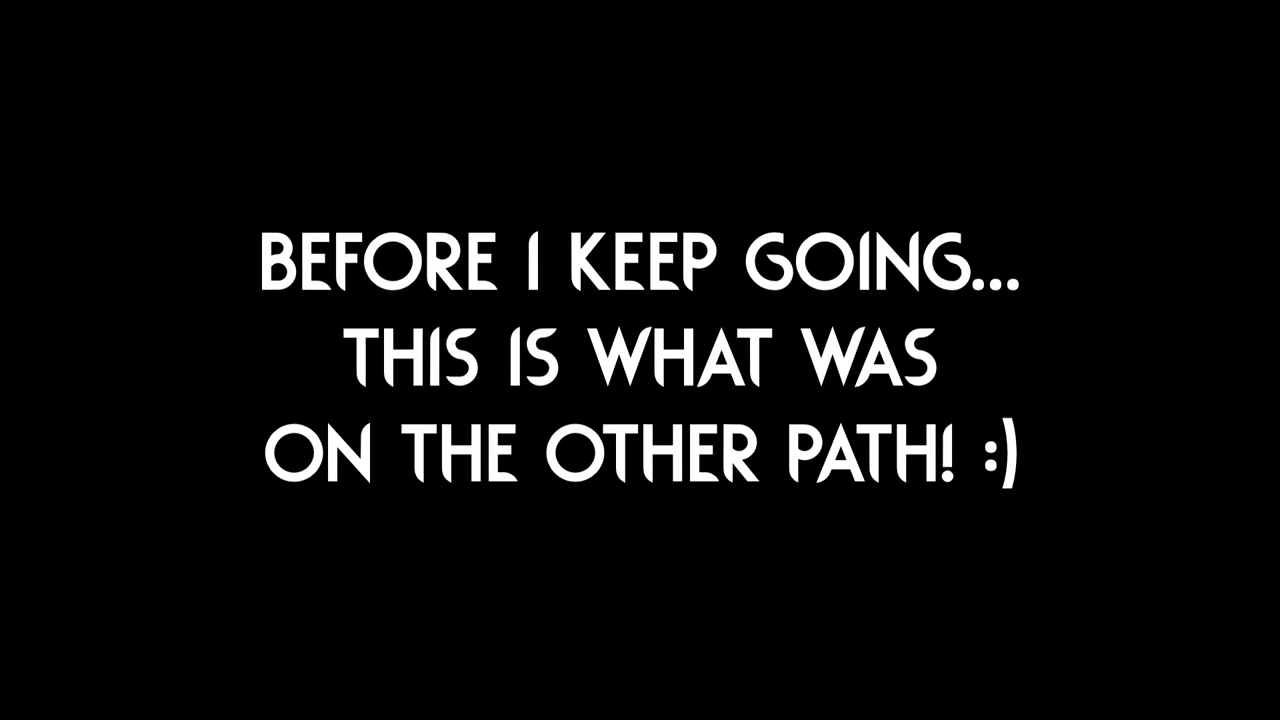 BEFORE I KEEP GOING...
THIS IS WHAT WAS
ON THE OTHER PATH! :)